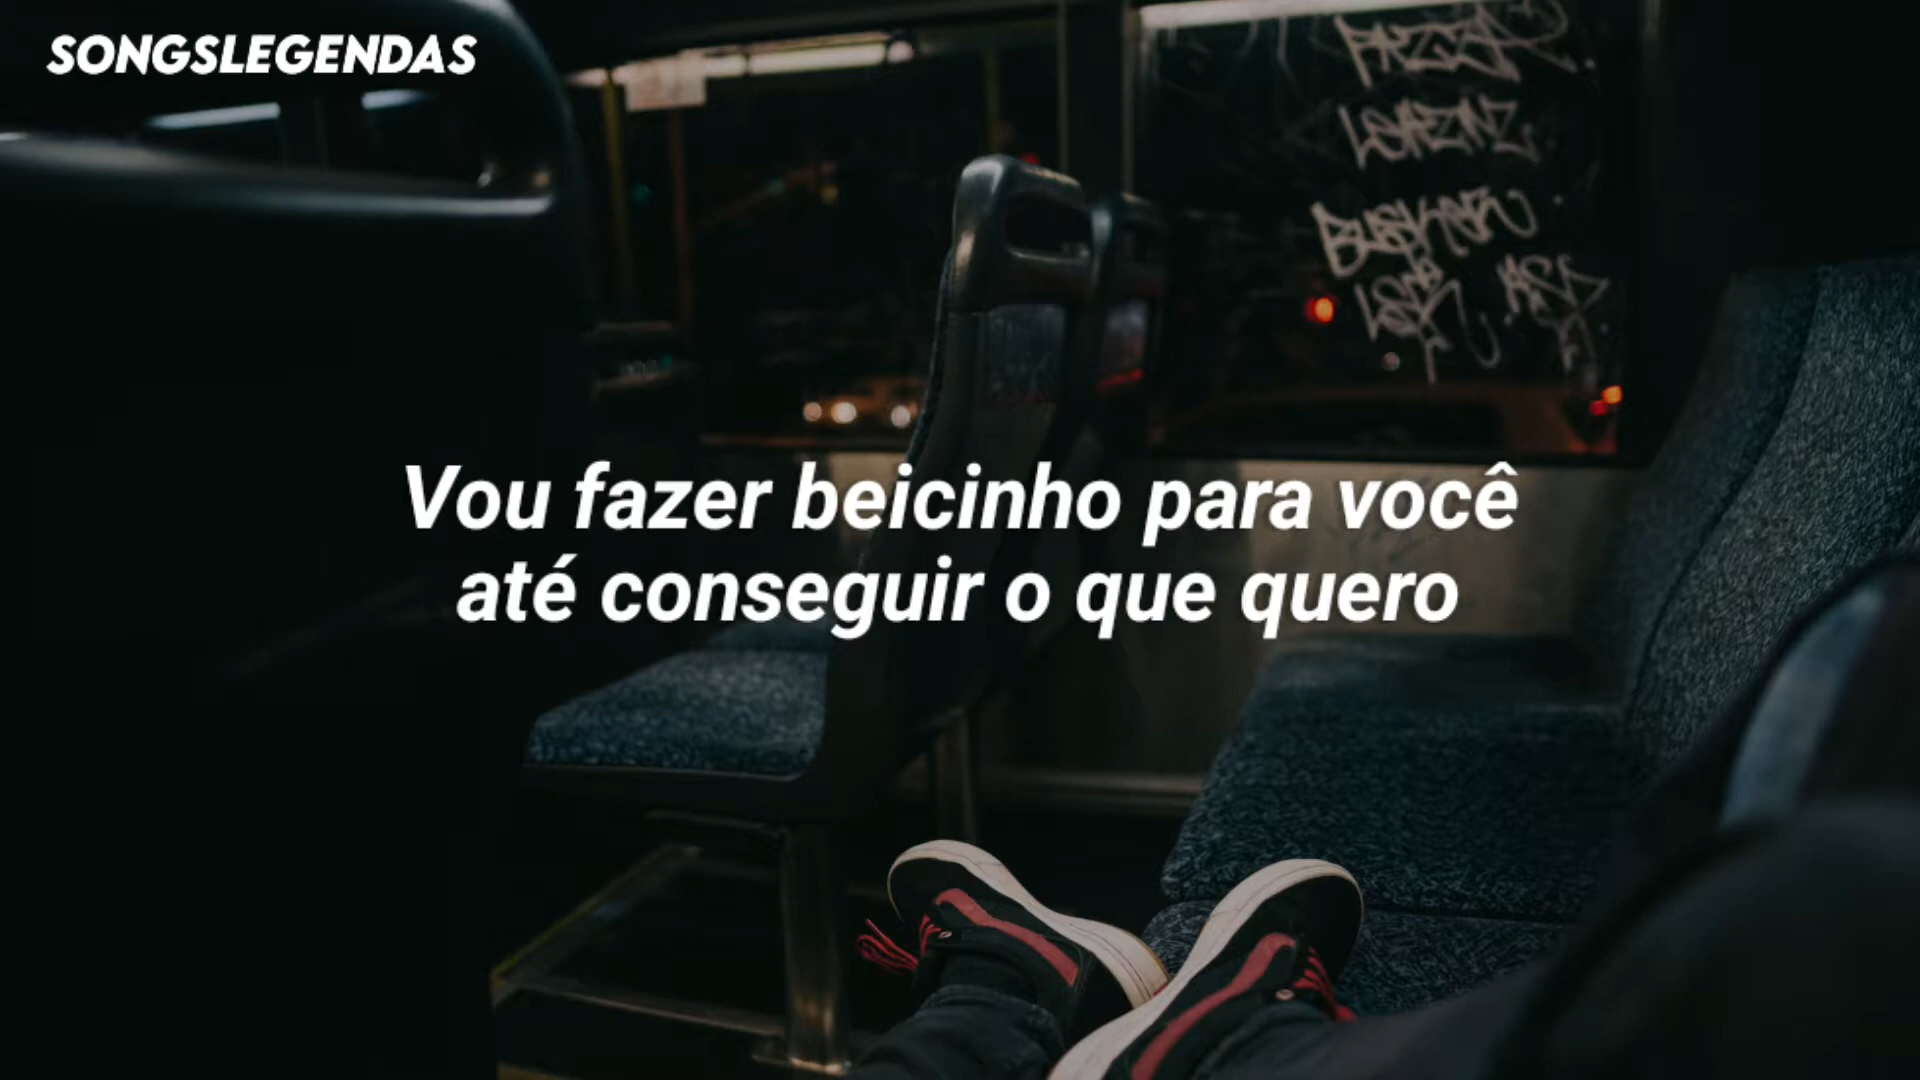 SONGSLEGENDAS
Vou fazer beicinho para você
até conseguir o que quero